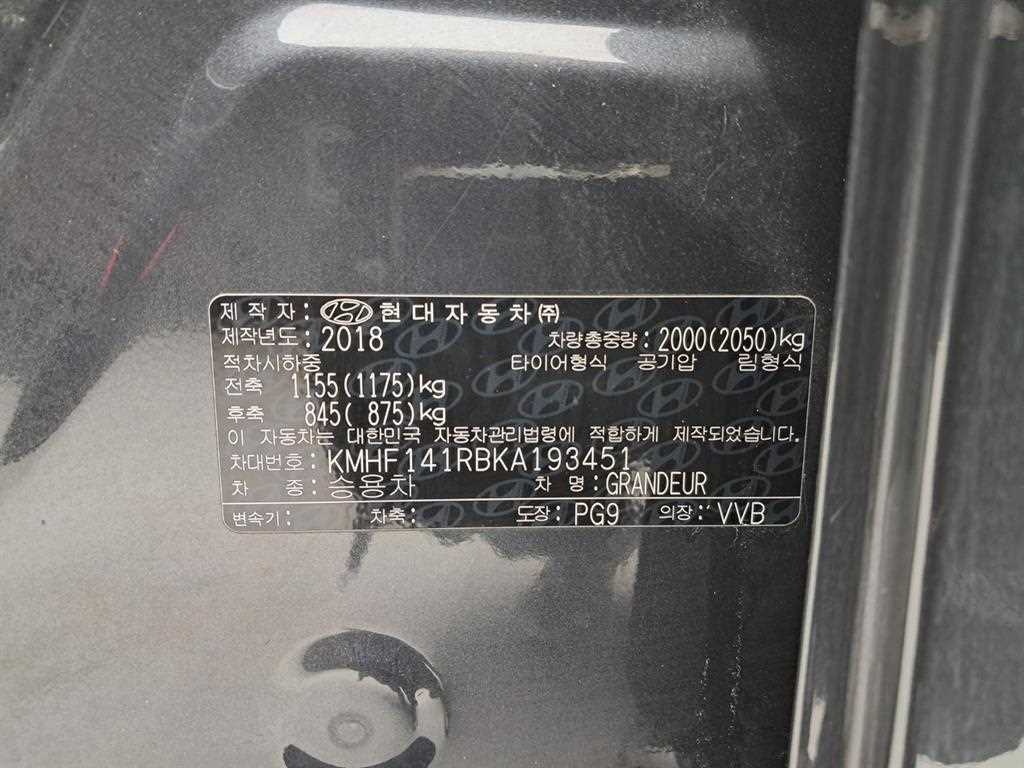 제 작 자: 현대자동차㈜
제작년도: 2018 차량총중량: 2000(2050)kg
적차시하중 타이어형식 공기압 림형식
전축 1155(1175)kg
후축 845( 875)kg
이 자동차는 대한민국 자동차관리법령에 적합하게 제작되었습니다.
차대번호: KMHF141RBKA193451
차 종: 승용차 차 명: GRANDEUR
변속기: 차축: 도장: PG9 의장: VVB